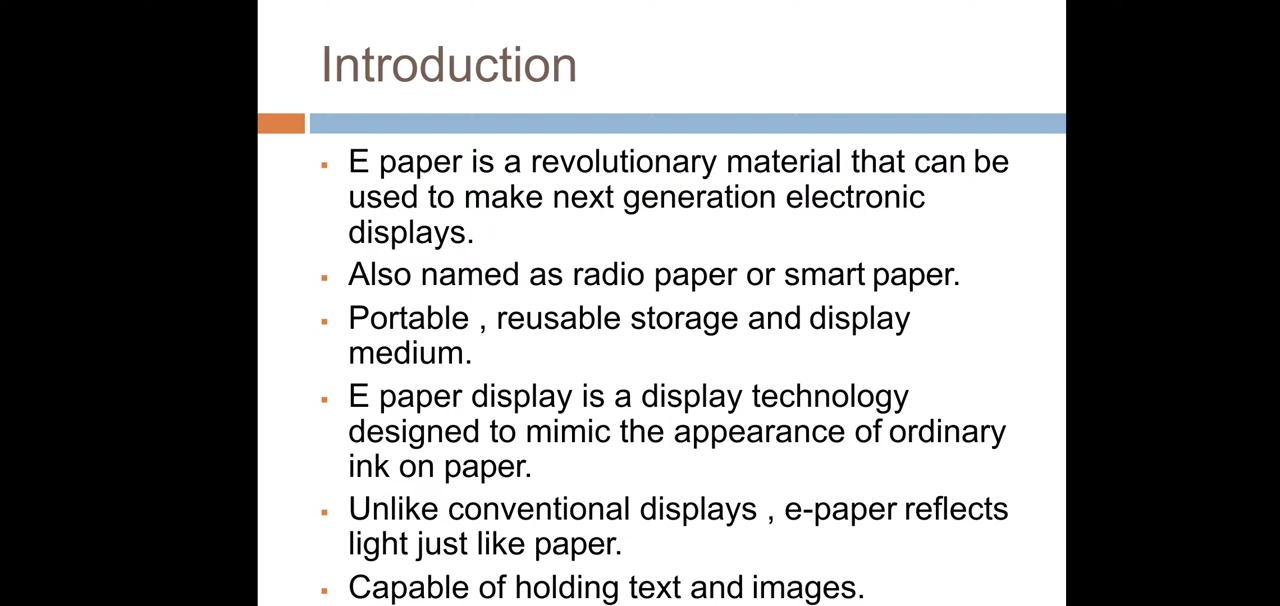 Introduction
▪ E paper is a revolutionary material that can be
used to make next generation electronic
displays.
▪ Also named as radio paper or smart paper.
▪ Portable , reusable storage and display
medium.
▪ E paper display is a display technology
designed to mimic the appearance of ordinary
ink on paper.
▪ Unlike conventional displays , e-paper reflects
light just like paper.
▪ Capable of holding text and images.